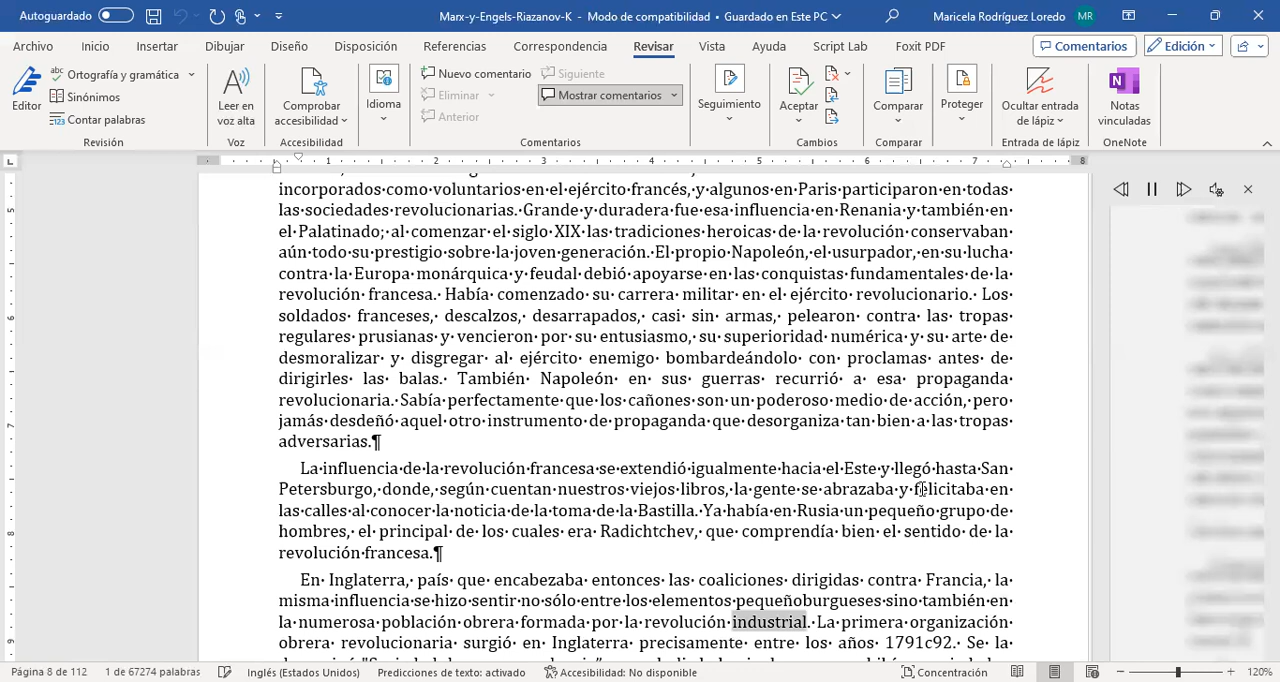 Autoguardado
Marx-y-Engels-Riazanov-K - Modo de compatibilidad • Guardado en Este PC
Maricela Rodríguez Loredo MR
Archivo Inicio Insertar Dibujar Diseño Disposición Referencias Correspondencia Revisar Vista Ayuda Script Lab Foxit PDF Comentarios Edición
Editor
abc Ortografía y gramática
Sinónimos
123 Contar palabras
Revisión
Leer en voz alta
Voz
Comprobar accesibilidad
Accesibilidad
Idioma
Nuevo comentario
Eliminar
Anterior
Siguiente
Mostrar comentarios
Comentarios
Seguimiento
Aceptar
Cambios
Comparar
Comparar
Proteger
Ocultar entrada de lápiz
Entrada de lápiz
Notas vinculadas
OneNote
1 2 3 4 5 6 7 8
incorporados como voluntarios en el ejército francés, y algunos en Paris participaron en todas
las sociedades revolucionarias. Grande y duradera fue esa influencia en Renania y también en
el Palatinado; al comenzar el siglo XIX las tradiciones heroicas de la revolución conservaban
aún todo su prestigio sobre la joven generación. El propio Napoleón, el usurpador, en su lucha
contra la Europa monárquica y feudal debió apoyarse en las conquistas fundamentales de la
revolución francesa. Había comenzado su carrera militar en el ejército revolucionario. Los
soldados franceses, descalzos, desarrapados, casi sin armas, pelearon contra las tropas
regulares prusianas y vencieron por su entusiasmo, su superioridad numérica y su arte de
desmoralizar y disgregar al ejército enemigo bombardeándolo con proclamas antes de
dirigirles las balas. También Napoleón en sus guerras recurrió a esa propaganda
revolucionaria. Sabía perfectamente que los cañones son un poderoso medio de acción, pero
jamás desdeñó aquel otro instrumento de propaganda que desorganiza tan bien a las tropas
adversarias.¶
La influencia de la revolución francesa se extendió igualmente hacia el Este y llegó hasta San
Petersburgo, donde, según cuentan nuestros viejos libros, la gente se abrazaba y felicitaba en
las calles al conocer la noticia de la toma de la Bastilla. Ya había en Rusia un pequeño grupo de
hombres, el principal de los cuales era Radichtchev, que comprendía bien el sentido de la
revolución francesa.¶
En Inglaterra, país que encabezaba entonces las coaliciones dirigidas contra Francia, la
misma influencia se hizo sentir no sólo entre los elementos pequeñoburgueses sino también en
la numerosa población obrera formada por la revolución industrial. La primera organización
obrera revolucionaria surgió en Inglaterra precisamente entre los años 1791c92. Se la
Página 8 de 112 1 de 67274 palabras Inglés (Estados Unidos) Predicciones de texto: activado Accesibilidad: No disponible Concentración 120%